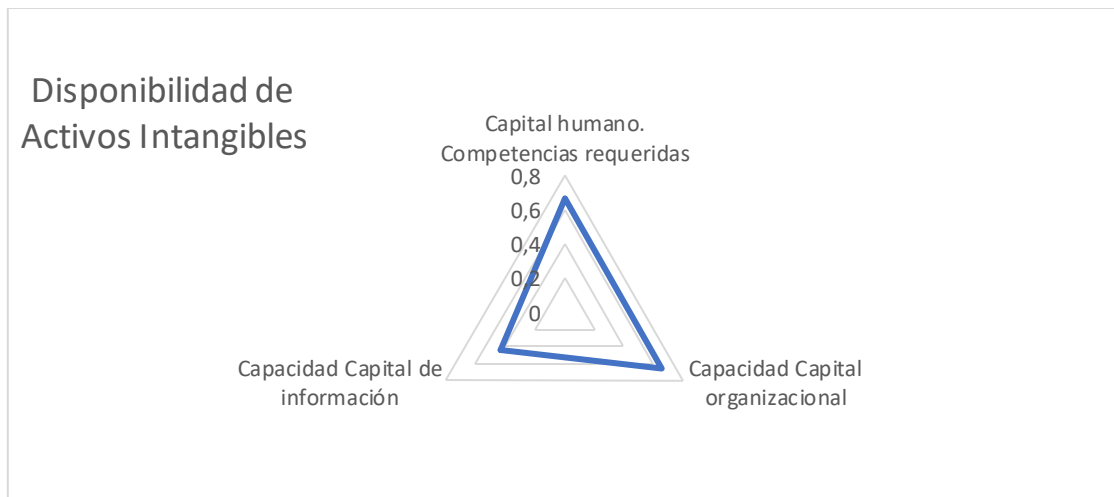 Disponibilidad de
Activos Intangibles
Capital humano.
Competencias requeridas
0,8
0,6
0,4
0,2
0
Capacidad Capital de
información
Capacidad Capital
organizacional